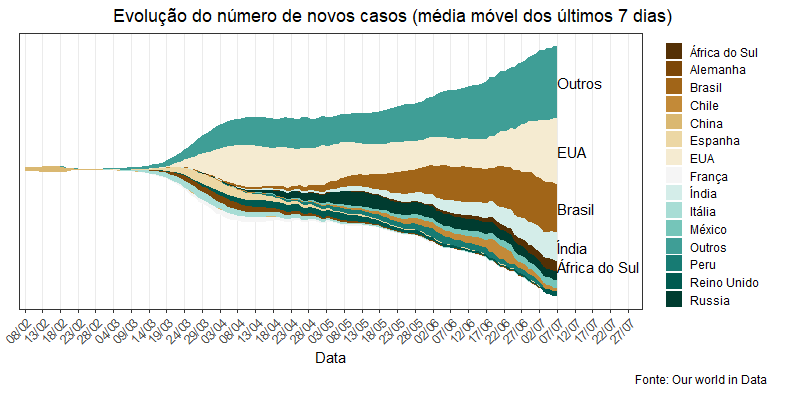 Evolução do número de novos casos (média móvel dos últimos 7 dias)
Outros
EUA
Brasil
Índia
África do Sul
África do Sul
Alemanha
Brasil
Chile
China
Espanha
EUA
França
Índia
Itália
México
Outros
Peru
Reino Unido
Russia
08/02
13/02
18/02
23/02
28/02
04/03
09/03
14/03
19/03
24/03
29/03
03/04
08/04
13/04
18/04
23/04
28/04
03/05
08/05
13/05
18/05
23/05
28/05
02/06
07/06
12/06
17/06
22/06
27/06
02/07
07/07
12/07
17/07
22/07
27/07
Data
Fonte: Our world in Data